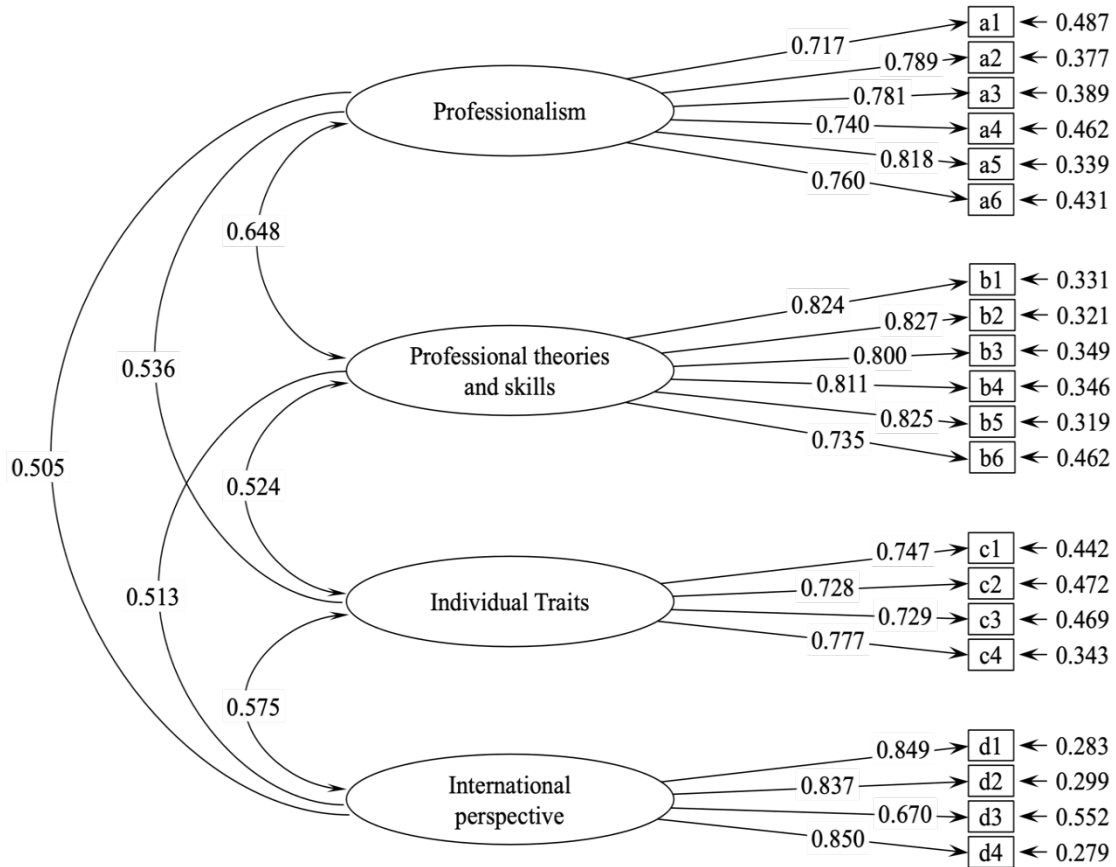 a1 0.487
0.717
a2 0.377
0.789
Professionalism
0.781
a3 0.389
0.740
a4 0.462
0.818
a5 0.339
0.760
a6 0.431
0.648
b1 0.331
0.824
b2 0.321
0.827
Professional theories
and skills
0.800
b3 0.349
0.811
b4 0.346
0.825
b5 0.319
0.735
b6 0.462
0.536
0.505
0.524
c1 0.442
0.747
c2 0.472
0.728
Individual Traits
0.729
c3 0.469
0.777
c4 0.343
0.513
0.575
d1 0.283
0.849
d2 0.299
0.837
International
perspective
0.670
d3 0.552
0.850
d4 0.279